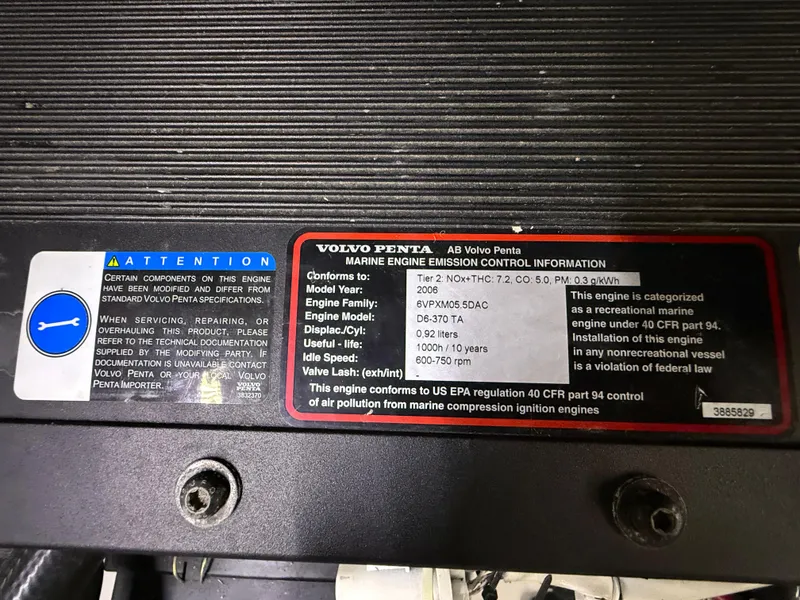 ATTENTION
CERTAIN COMPONENTS ON THIS ENGINE
HAVE BEEN MODIFIED AND DIFFER FROM
STANDARD VOLVO PENTA SPECIFICATIONS.
WHEN SERVICING, REPAIRING, OR
OVERHAULING THIS PRODUCT, PLEASE
REFER TO THE TECHNICAL DOCUMENTATION
SUPPLIED BY THE MODIFYING PARTY. IF
DOCUMENTATION IS UNAVAILABLE CONTACT
VOLVO PENTA OR YOUR LOCAL VOLVO
PENTA IMPORTER.
VOLVO
PENTA
3832370
VOLVO PENTA AB Volvo Penta
MARINE ENGINE EMISSION CONTROL INFORMATION
Conforms to: Tier 2: NOx+THC: 7.2, CO: 5.0, PM: 0.3 g/kWh
Model Year: 2006
Engine Family: 6VPXM05.5DAC
Engine Model: D6-370 TA
Displac./Cyl: 0,92 liters
Useful - life: 1000h / 10 years
Idle Speed: 600-750 rpm
Valve Lash: (exh/int) -
This engine is categorized
as a recreational marine
engine under 40 CFR part 94.
Installation of this engine
in any nonrecreational vessel
is a violation of federal law
This engine conforms to US EPA regulation 40 CFR part 94 control
of air pollution from marine compression ignition engines
3885829